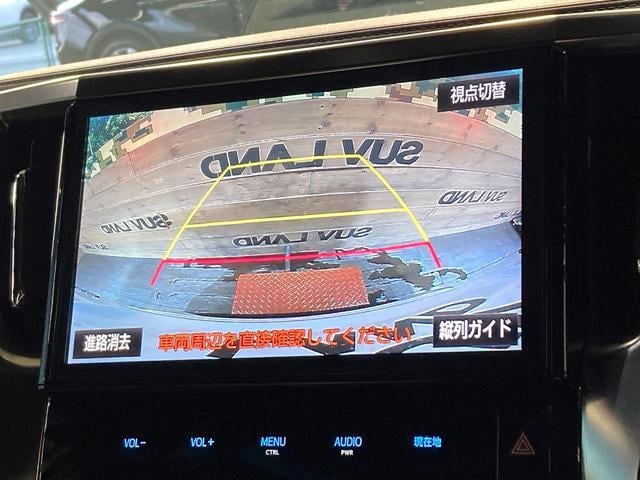 視点切替
SUV LAND
SUV LAND
SUV LAND
SUV LAND
進路消去
車両周辺を直接確認してください
縦列ガイド
VOL-
VOL+
MENU
CTRL
AUDIO
PWR
現在地